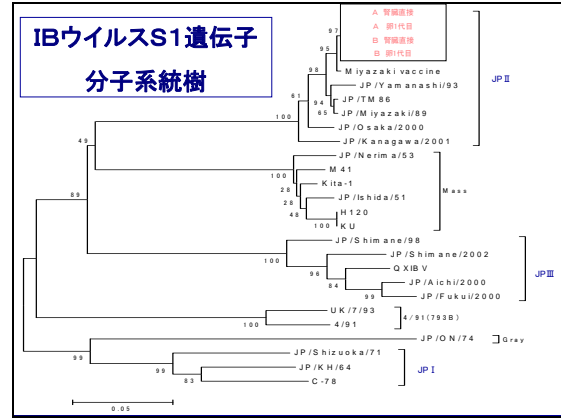 IBウイルスS1遺伝子
分子系統樹
A 腎臓直接
A 卵1代目
B 腎臓直接
B 卵1代目
97
95
Miyazaki vaccine
98
JP/Yamanashi/93
JPⅡ
61
94
JP/TM86
65
JP/Miyazaki/89
100
JP/Osaka/2000
JP/Kanagawa/2001
49
JP/Nerima/53
100
M41
28
Kita-1
Mass
28
JP/Ishida/51
48
H120
100
KU
89
JP/Shimane/98
100
JP/Shimane/2002
96
QXIBV
JPⅢ
84
JP/Aichi/2000
99
JP/Fukui/2000
UK/7/93
4/91(793B)
100
4/91
JP/ON/74
Gray
99
JP/Shizuoka/71
99
JP/KH/64
JPⅠ
83
C-78
0.05